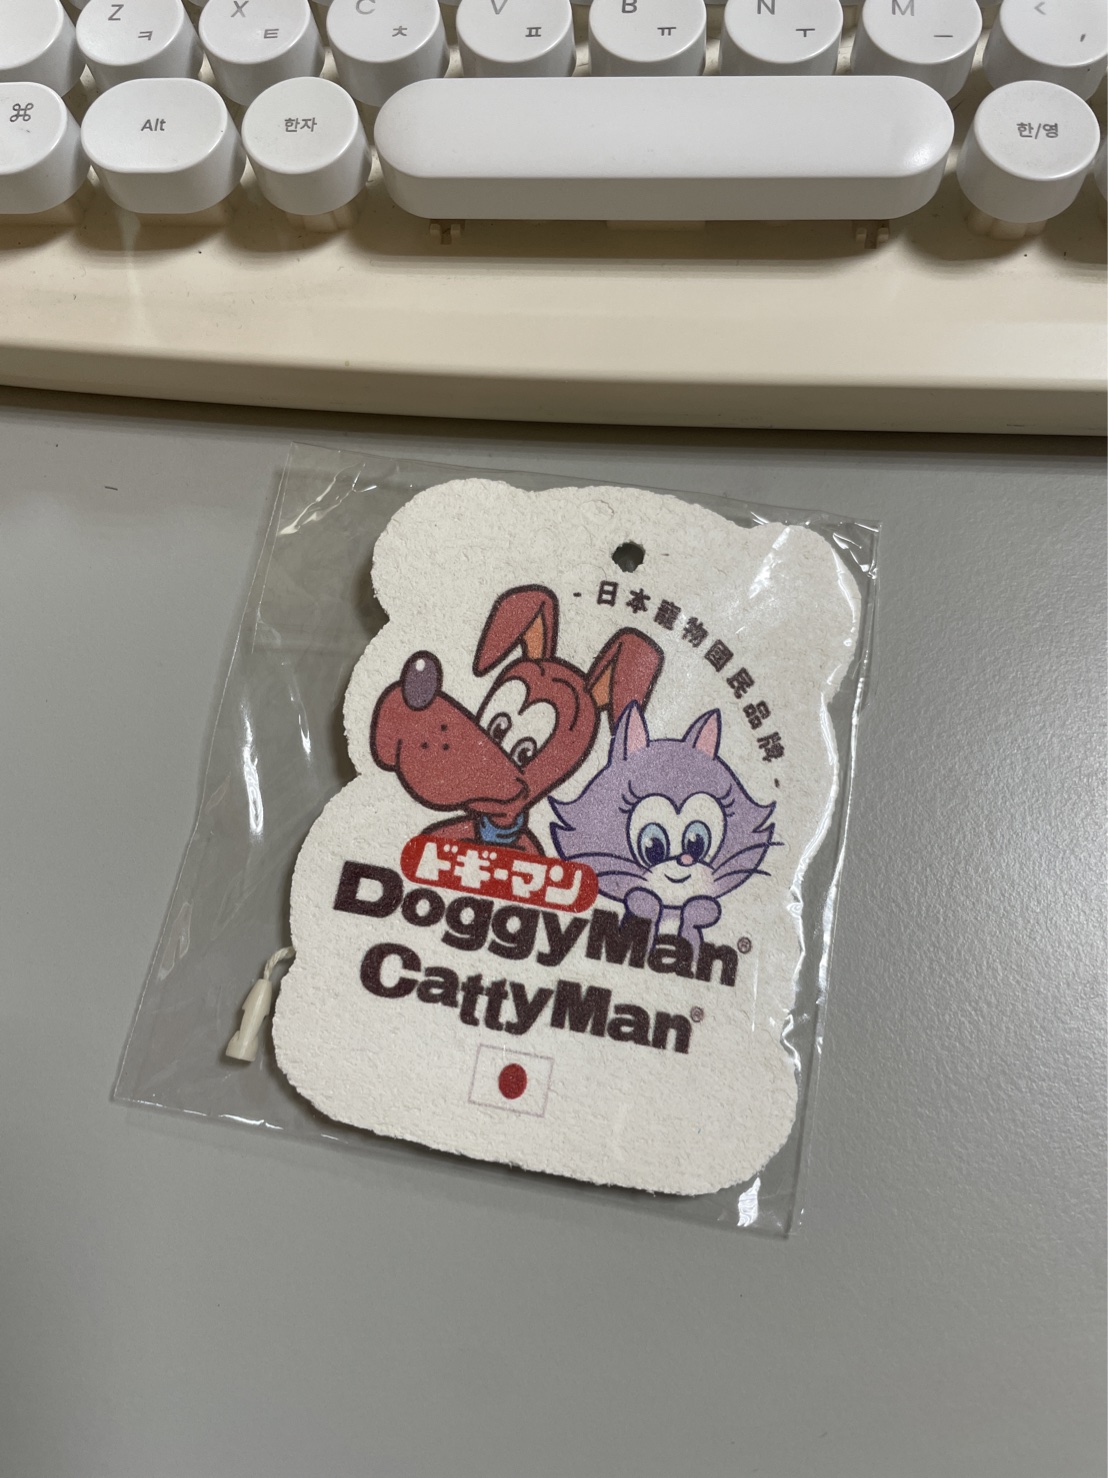 Z ㅋ X ㅌ C ㅊ V ㅍ B ㅠ N ㅜ M ㅡ < ,
⌘ Alt 한자 한/영
- 日本寵物國民品牌 -
ドギーマン
DoggyMan®
CattyMan®